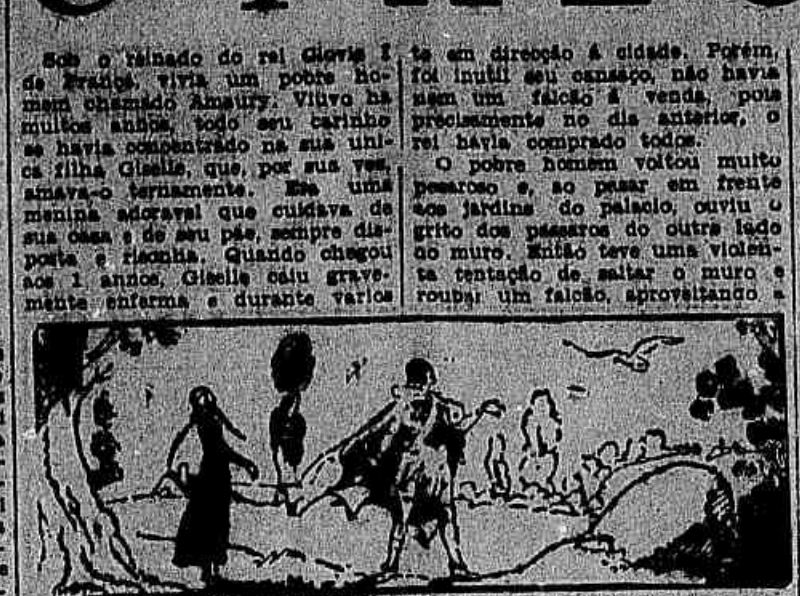 Sob o reinado do rei Clovis I
de França, vivia um pobre ho-
mem chamado Amaury. Viuvo ha
muitos annos, todo seu carinho
se havia concentrado na sua uni-
ca filha Giselle, que, por sua vez,
amava-o ternamente. Era uma
menina adoravel que cuidava de
sua casa e de seu pae, sempre dis-
posta e risonha. Quando chegou
aos 1 annos, Giselle caiu grave-
mente enferma e durante varios
te em direcção á cidade. Porém,
foi inutil seu cansaço, não havia
nem um falcão á venda, pois
precisamente no dia anterior, o
rei havia comprado todos.
O pobre homem voltou muito
pesaroso e, ao passar em frente
aos jardins do palacio, ouviu o
grito dos passaros do outro lado
do muro. Então teve uma violen-
ta tentação de saltar o muro e
roubar um falcão, aproveitando a